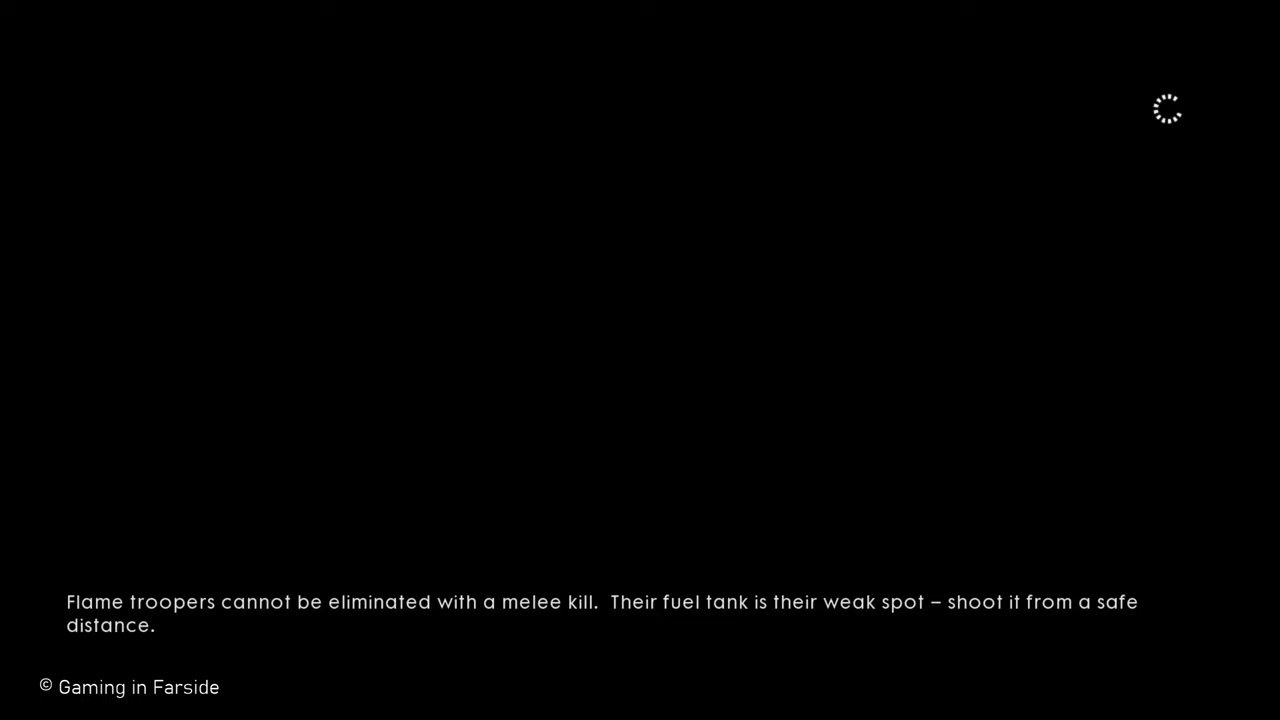 Flame troopers cannot be eliminated with a melee kill.  Their fuel tank is their weak spot – shoot it from a safe
distance.
© Gaming in Farside